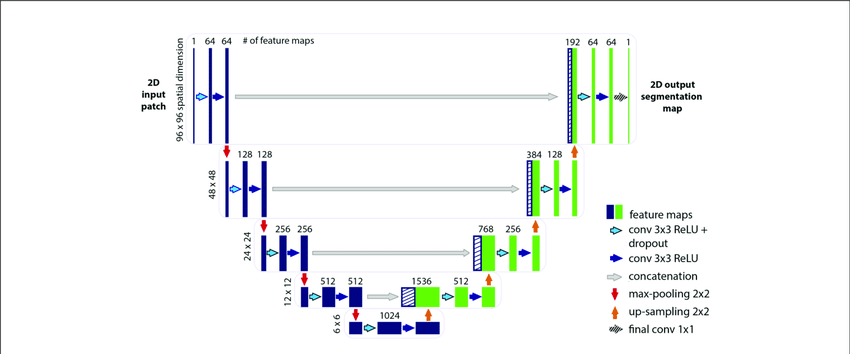 1 64 64 # of feature maps 192 64 64 1
2D
input
patch
96 x 96 spatial dimension
2D output
segmentation
map
128 128 384 128
48 x 48
256 256 768 256
24 x 24
512 512 1536 512
12 x 12
1024
6 x 6
feature maps
conv 3x3 ReLU +
dropout
conv 3x3 ReLU
concatenation
max-pooling 2x2
up-sampling 2x2
final conv 1x1